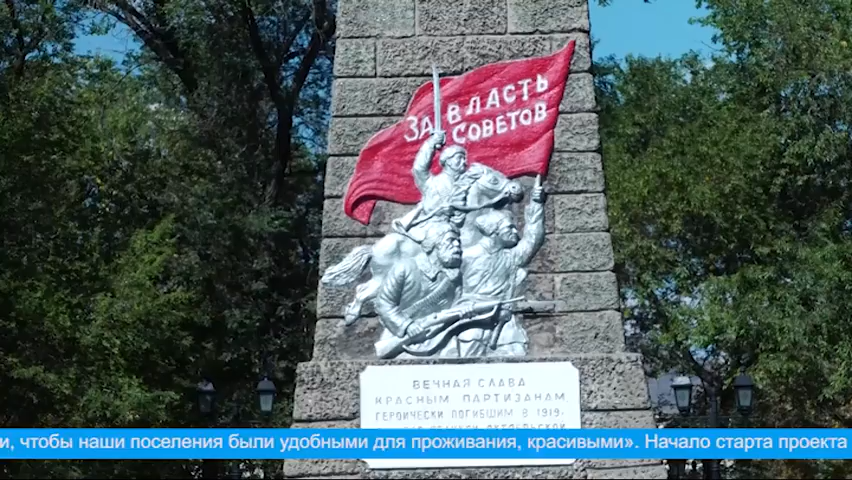 ЗА ВЛАСТЬ
СОВЕТОВ
ВЕЧНАЯ СЛАВА
КРАСНЫМ ПАРТИЗАНАМ
ГЕРОИЧЕСКИ ПОГИБШИМ В 1919г.
и, чтобы наши поселения были удобными для проживания, красивыми». Начало старта проекта